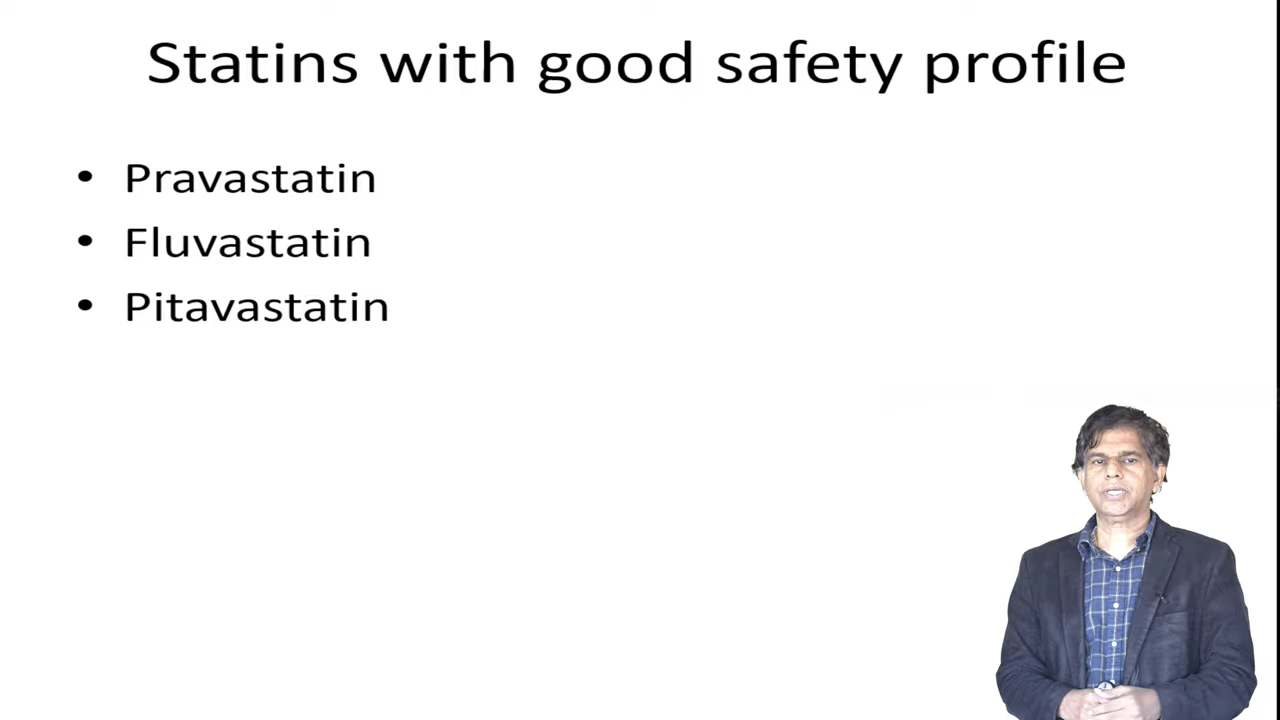 Statins with good safety profile
• Pravastatin
• Fluvastatin
• Pitavastatin